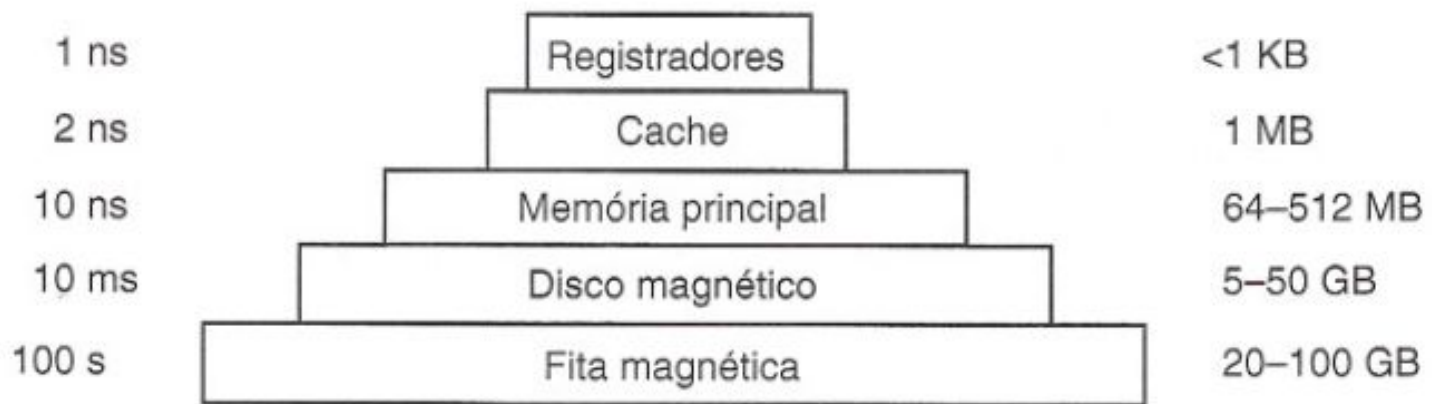 1 ns Registradores <1 KB
2 ns Cache 1 MB
10 ns Memória principal 64–512 MB
10 ms Disco magnético 5–50 GB
100 s Fita magnética 20–100 GB